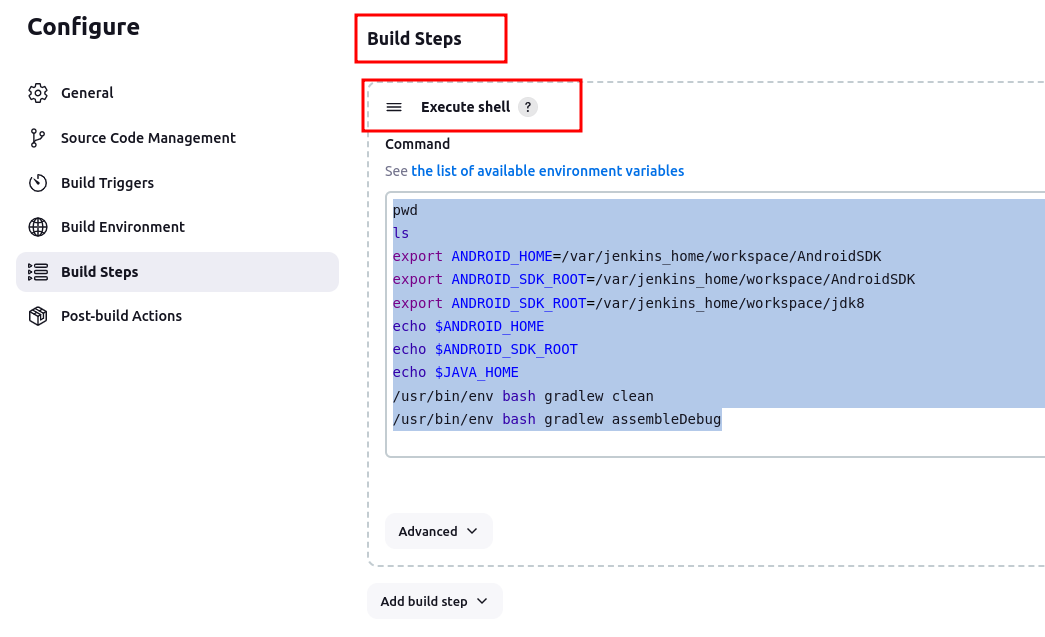 Configure
General
Source Code Management
Build Triggers
Build Environment
Build Steps
Post-build Actions
Build Steps
Execute shell ?
Command
See the list of available environment variables
pwd
ls
export ANDROID_HOME=/var/jenkins_home/workspace/AndroidSDK
export ANDROID_SDK_ROOT=/var/jenkins_home/workspace/AndroidSDK
export ANDROID_SDK_ROOT=/var/jenkins_home/workspace/jdk8
echo $ANDROID_HOME
echo $ANDROID_SDK_ROOT
echo $JAVA_HOME
/usr/bin/env bash gradlew clean
/usr/bin/env bash gradlew assembleDebug
Advanced
Add build step